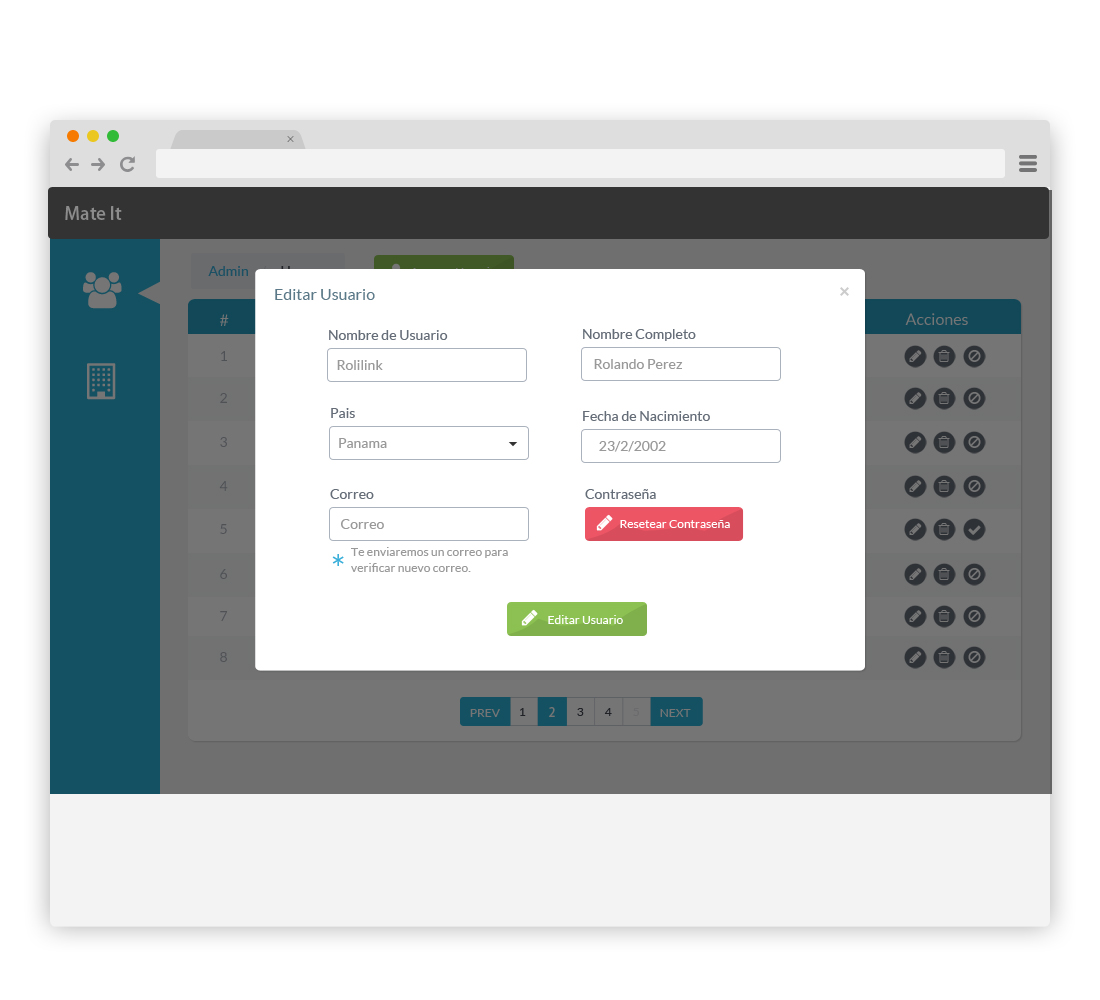 Mate It
Admin
Editar Usuario
×
#
Acciones
Nombre de Usuario
Nombre Completo
Rolilink
Rolando Perez
Pais
Fecha de Nacimiento
Panama
23/2/2002
Correo
Contraseña
Correo
Resetear Contraseña
Te enviaremos un correo para
verificar nuevo correo.
Editar Usuario
1
2
3
4
5
6
7
8
PREV 1 2 3 4 5 NEXT